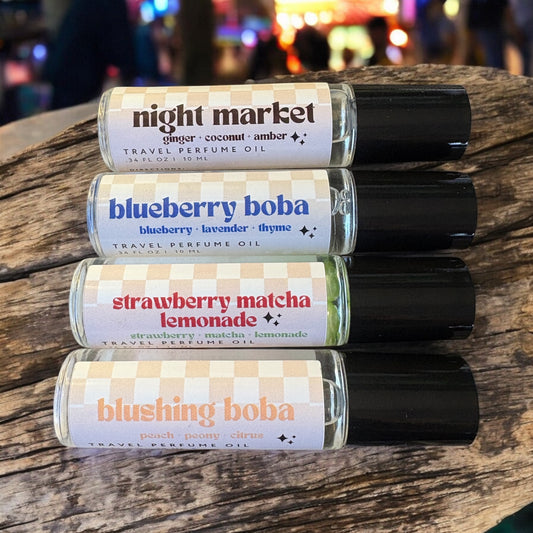 night market
ginger · coconut · amber
TRAVEL PERFUME OIL
.34 FL OZ | 10 ML
DIRECTIONS:
blueberry boba
blueberry · lavender · thyme
TRAVEL PERFUME OIL
.34 FL OZ | 10 ML
strawberry matcha
lemonade
strawberry · matcha · lemonade
TRAVEL PERFUME OIL
blushing boba
peach · peony · citrus
TRAVEL PERFUME OIL